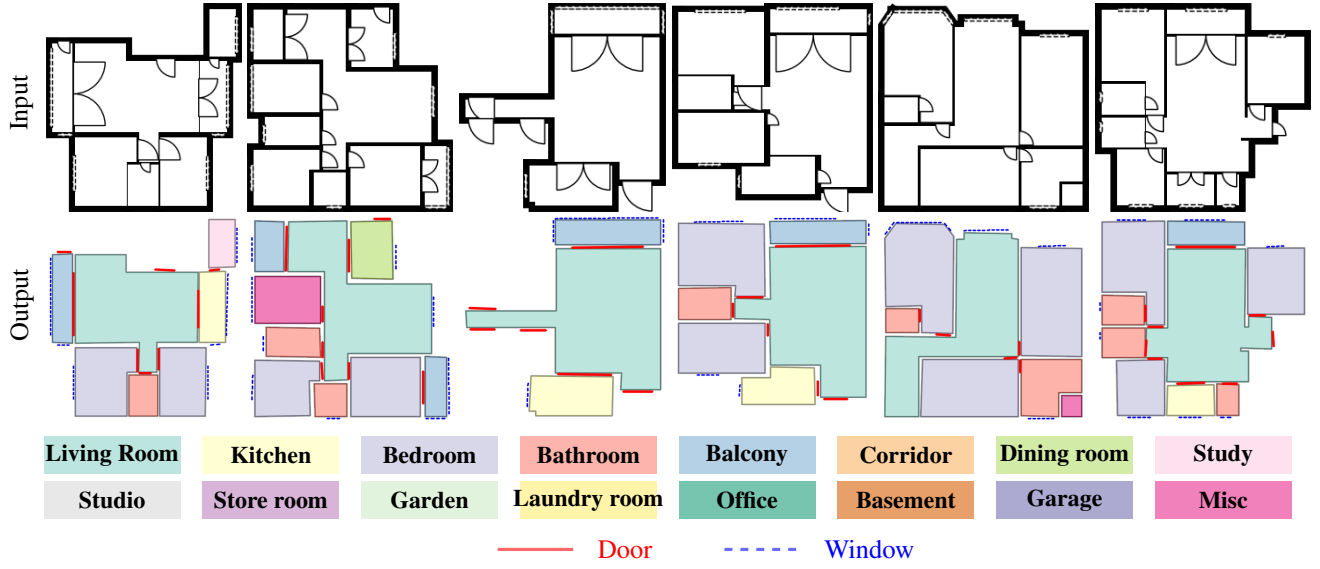 Input
Output
Living Room Kitchen Bedroom Bathroom Balcony Corridor Dining room Study
Studio Store room Garden Laundry room Office Basement Garage Misc
Door Window